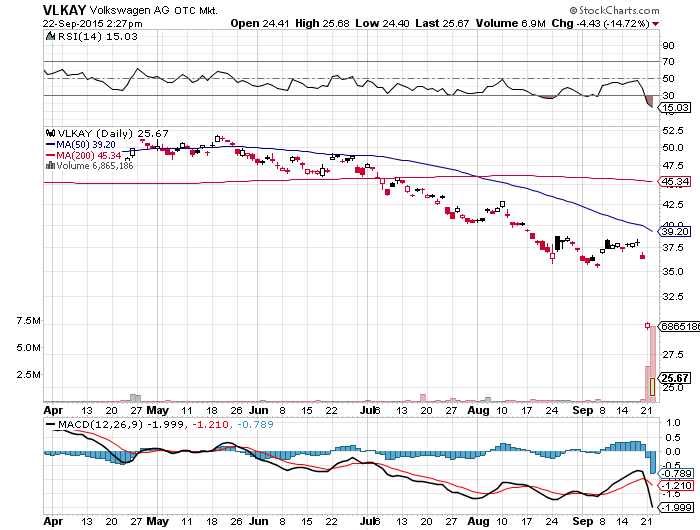 VLKAY Volkswagen AG OTC Mkt. © StockCharts.com
22-Sep-2015 2:27pm Open 24.41 High 25.68 Low 24.40 Last 25.67 Volume 6.9M Chg -4.43 (-14.72%)
RSI(14) 15.03
90
70
50
30
15.03
10
VLKAY (Daily) 25.67
MA(50) 39.20
MA(200) 45.34
Volume 6,865,186
52.5
50.0
47.5
45.34
42.5
39.20
37.5
35.0
32.5
6865186
27.5
25.67
25.0
7.5M
5.0M
2.5M
Apr 13 20 27 May 11 18 26 Jun 8 15 22 Jul 6 13 20 27 Aug 10 17 24 Sep 8 14 21
MACD(12,26,9) -1.999, -1.210, -0.789
1.0
0.5
0.0
-0.5
-0.789
-1.210
-1.5
-1.999
Apr 13 20 27 May 11 18 26 Jun 8 15 22 Jul 6 13 20 27 Aug 10 17 24 Sep 8 14 21